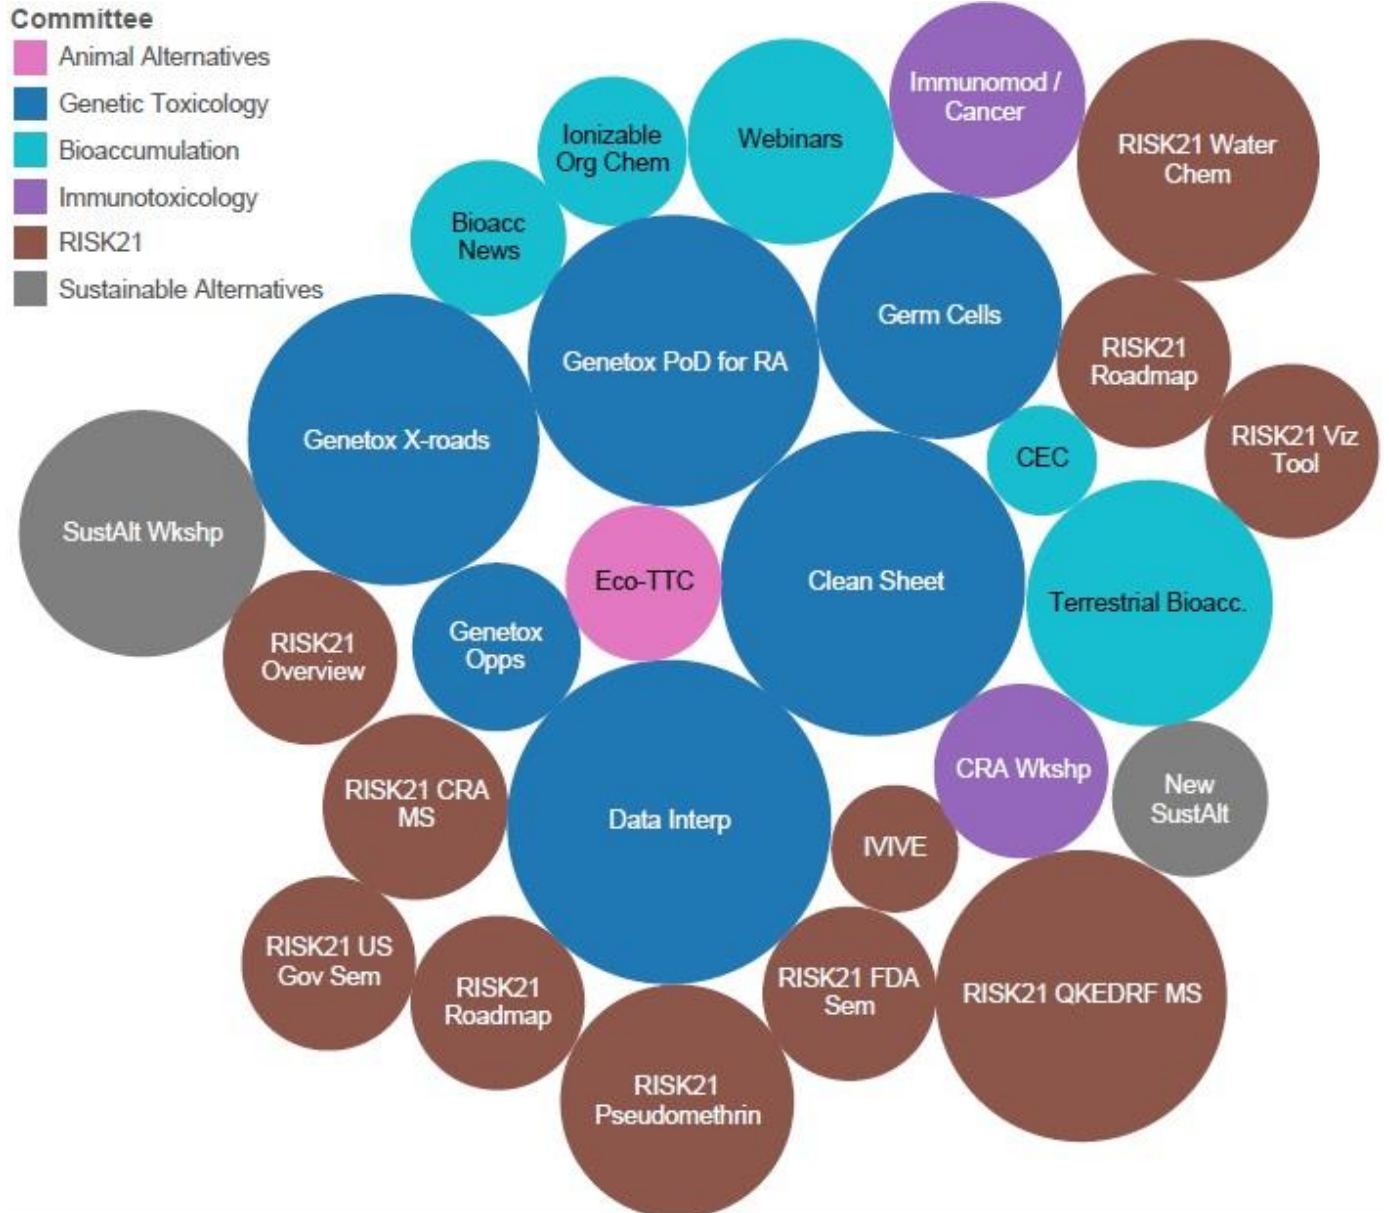 Committee
Animal Alternatives
Genetic Toxicology
Bioaccumulation
Immunotoxicology
RISK21
Sustainable Alternatives
Immunomod /
Cancer
Ionizable
Org Chem
Webinars
RISK21 Water
Chem
Bioacc
News
Germ Cells
Genetox PoD for RA
RISK21
Roadmap
Genetox X-roads
CEC
RISK21 Viz
Tool
SustAlt Wkshp
Eco-TTC
Clean Sheet
Terrestrial Bioacc.
Genetox
Opps
RISK21
Overview
CRA Wkshp
New
SustAlt
RISK21 CRA
MS
Data Interp
IVIVE
RISK21 US
Gov Sem
RISK21
Roadmap
RISK21 FDA
Sem
RISK21 QKEDRF MS
RISK21
Pseudomethrin